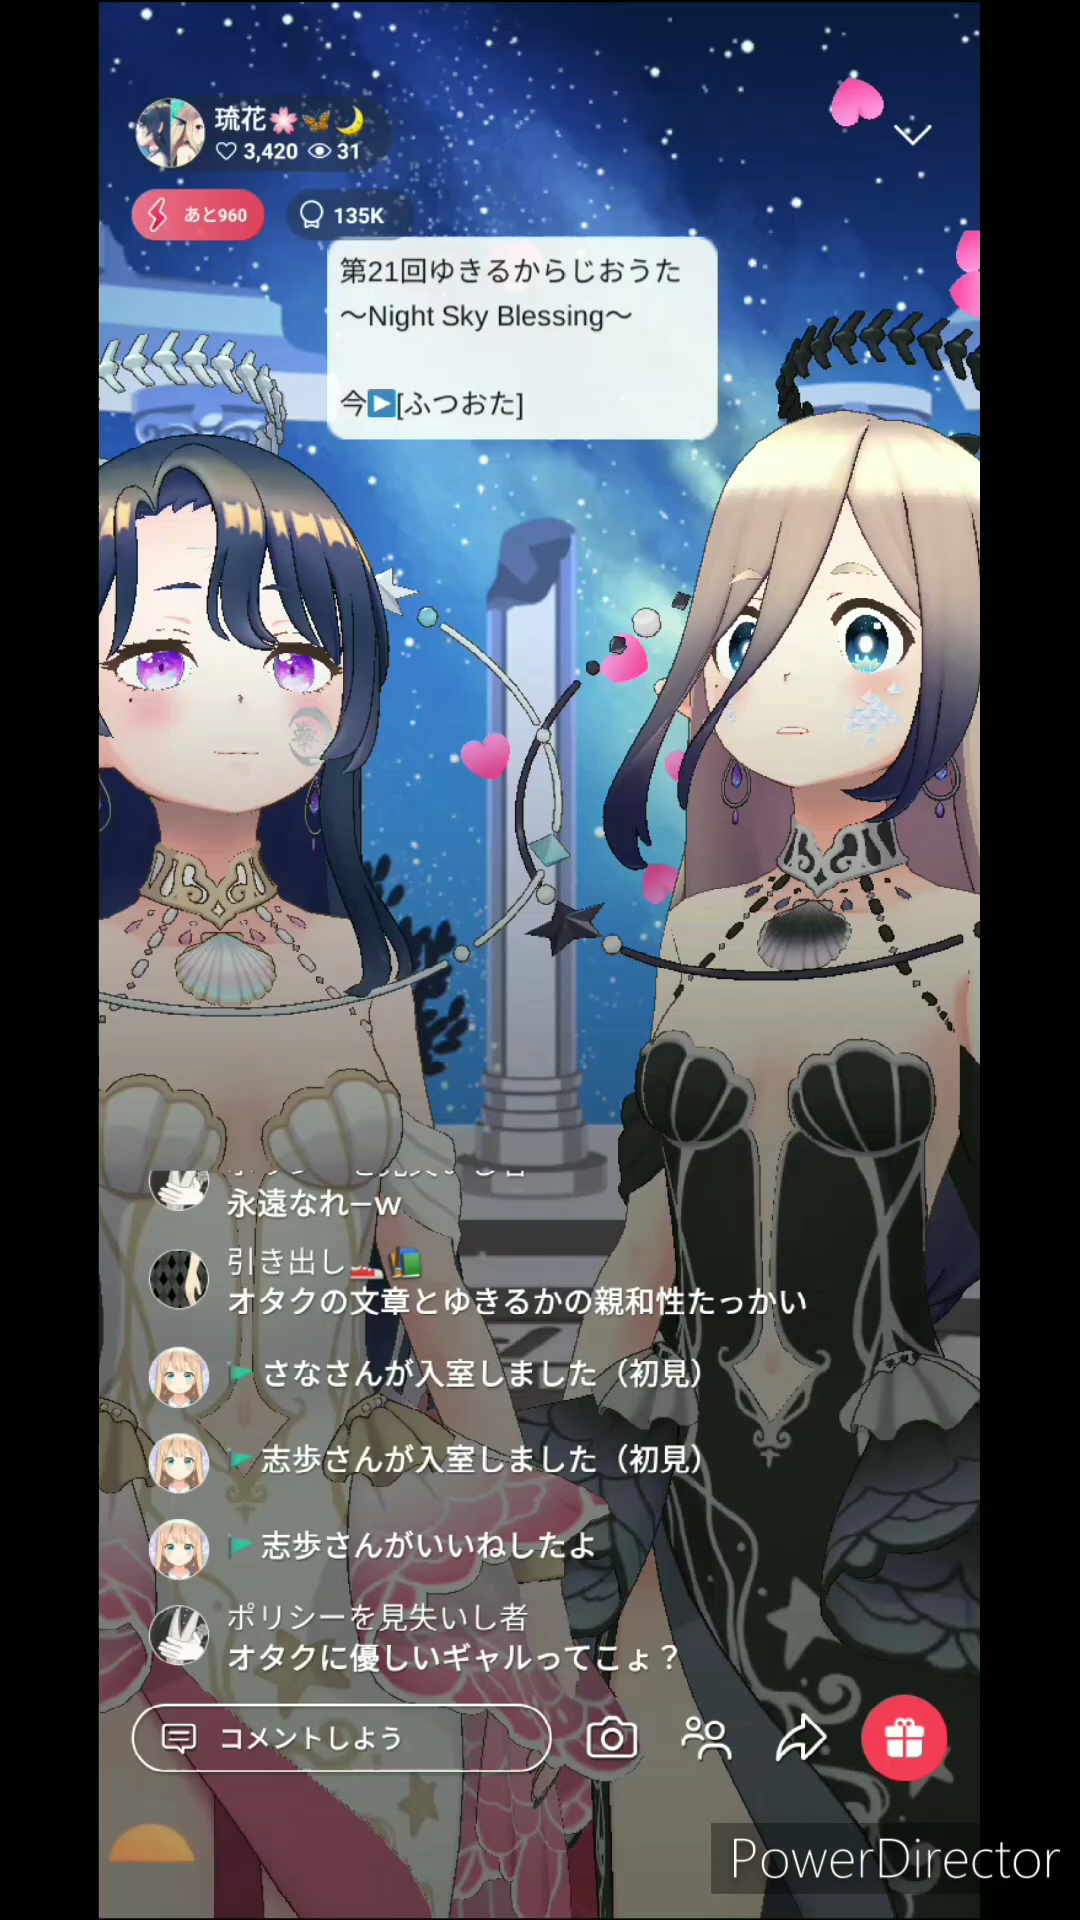 琉花🌸🦋🌙
3,420 31
あと960 135K
第21回ゆきるからじおうた
〜Night Sky Blessing〜
今▶️[ふつおた]
永遠なれーw
引き出し👟📚
オタクの文章とゆきるかの親和性たっかい
さなさんが入室しました（初見）
志歩さんが入室しました（初見）
志歩さんがいいねしたよ
ポリシーを見失いし者
オタクに優しいギャルってこょ？
コメントしよう
PowerDirector